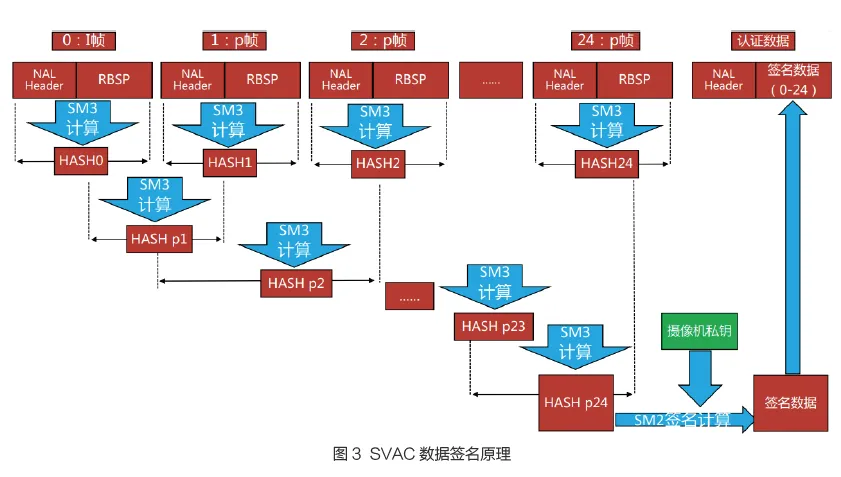 0：I帧
1：p帧
2：p帧
24：p帧
认证数据
NAL
Header
RBSP
NAL
Header
RBSP
NAL
Header
RBSP
......
NAL
Header
RBSP
NAL
Header
签名数据
（0-24）
SM3
计算
SM3
计算
SM3
计算
SM3
计算
HASH0
HASH1
HASH2
HASH24
SM3
计算
HASH p1
SM3
计算
HASH p2
......
SM3
计算
HASH p23
SM3
计算
HASH p24
摄像机私钥
SM2签名计算
签名数据
图 3 SVAC 数据签名原理